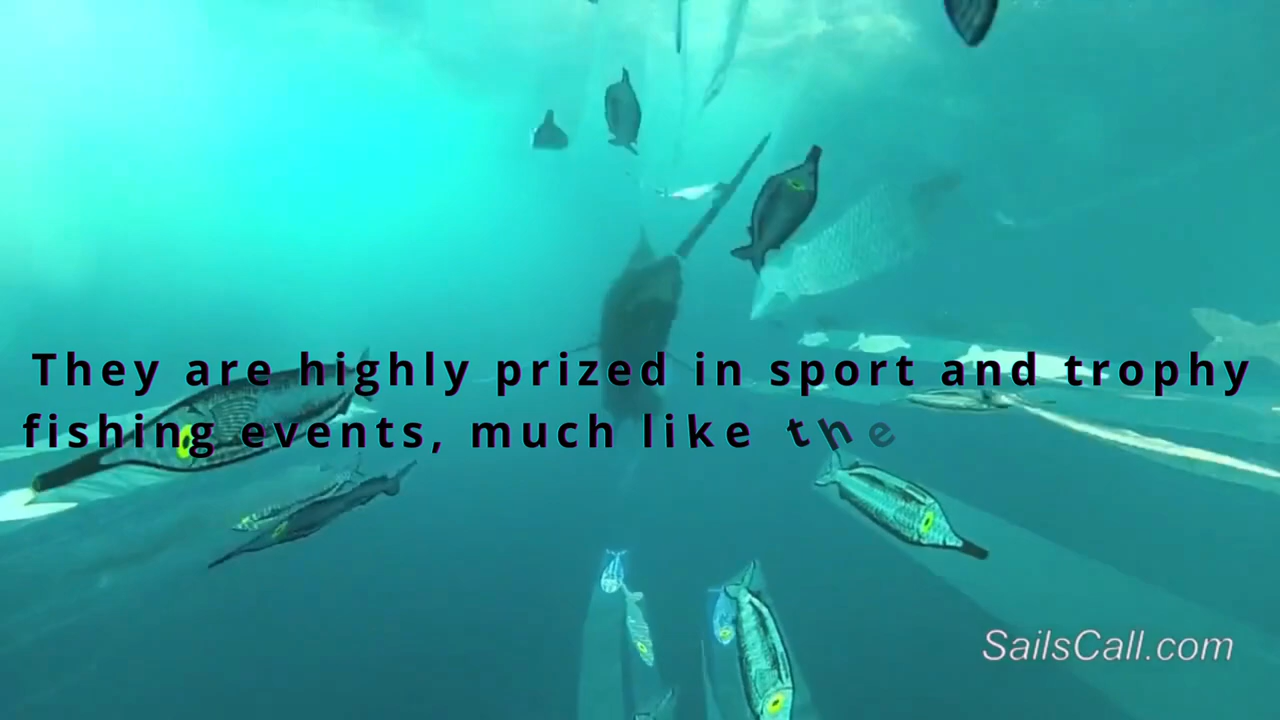 They are highly prized in sport and trophy
fishing events, much like the
SailsCall.com